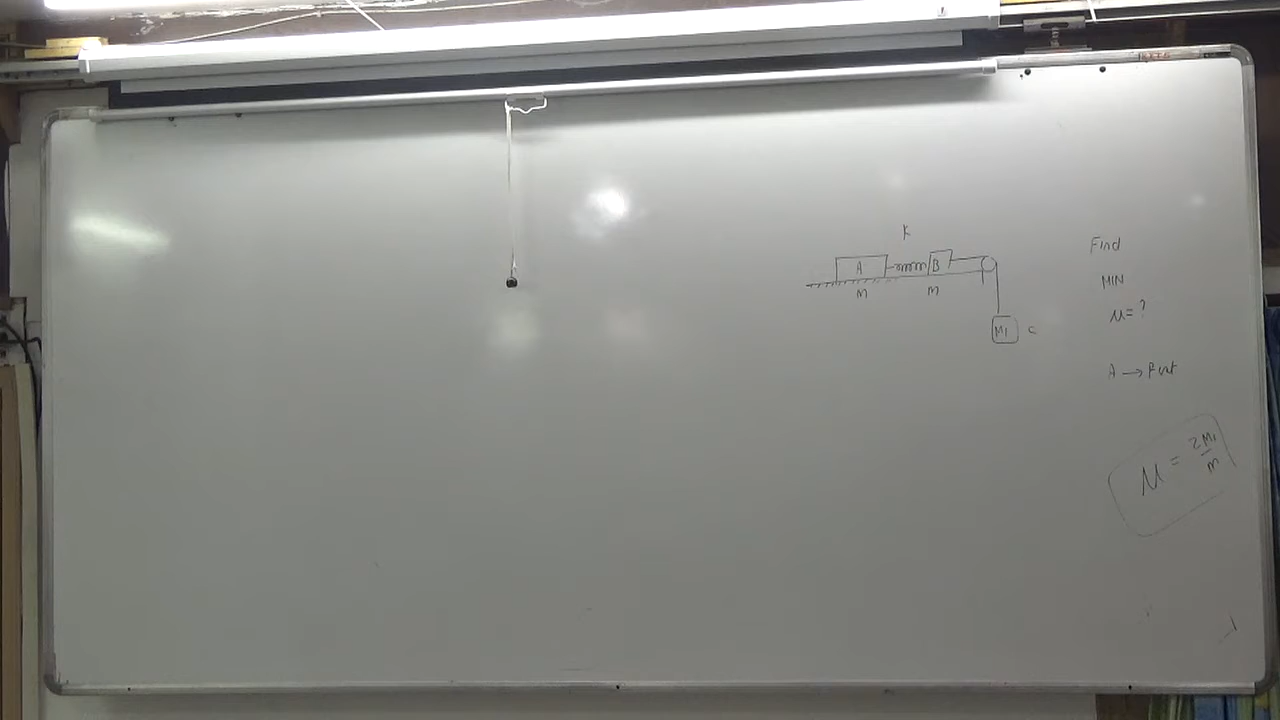 K
A
B
M
M
M1
C
Find
MIN
μ = ?
A → Rest
μ = 2M1/M